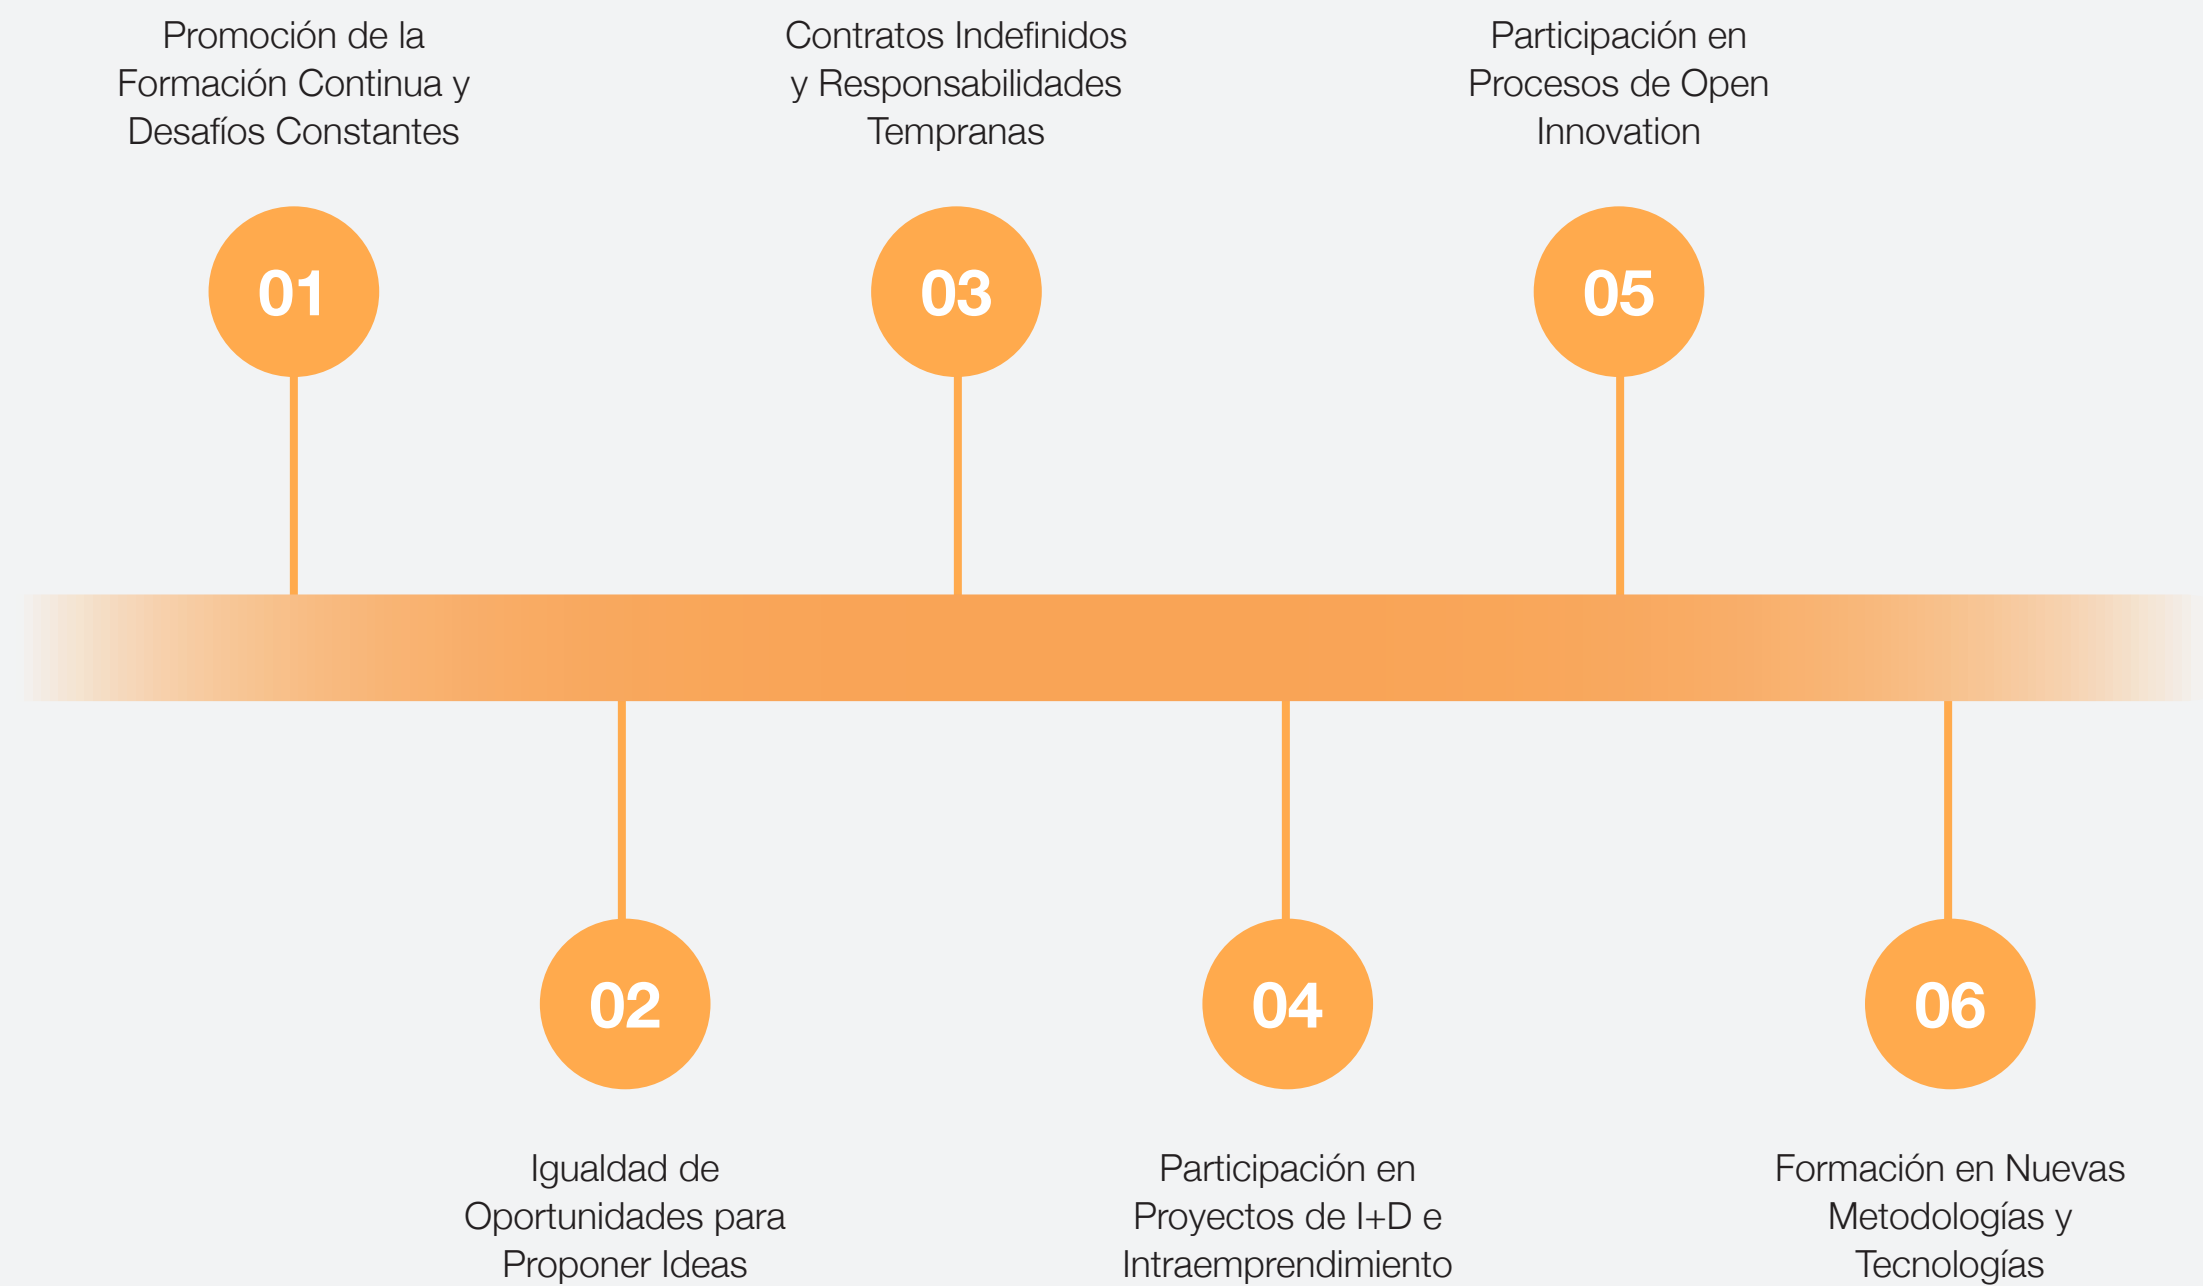 Promoción de la
Formación Continua y
Desafíos Constantes
01
Igualdad de
Oportunidades para
Proponer Ideas
02
Contratos Indefinidos
y Responsabilidades
Tempranas
03
Participación en
Proyectos de I+D e
Intraemprendimiento
04
Participación en
Procesos de Open
Innovation
05
Formación en Nuevas
Metodologías y
Tecnologías
06